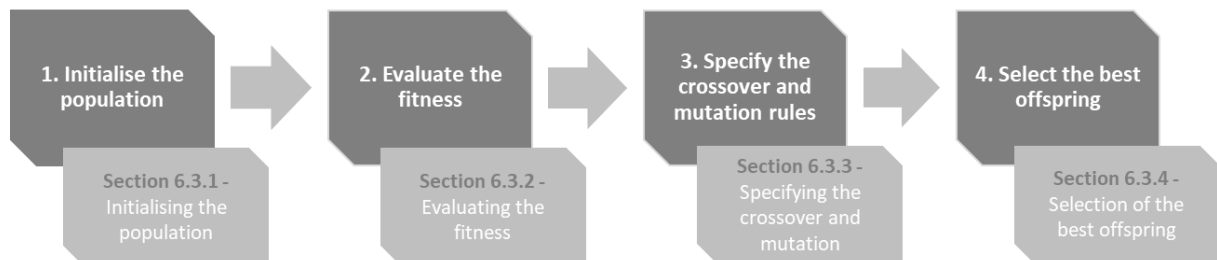 1. Initialise the
population
Section 6.3.1 -
Initialising the
population
2. Evaluate the
fitness
Section 6.3.2 -
Evaluating the
fitness
3. Specify the
crossover and
mutation rules
Section 6.3.3 -
Specifying the
crossover and
mutation
4. Select the best
offspring
Section 6.3.4 -
Selection of the
best offspring